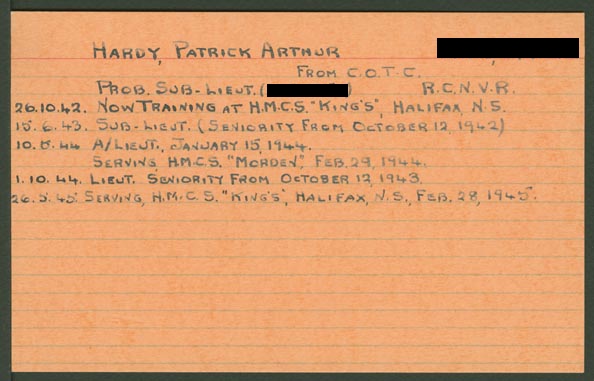 HARDY, PATRICK ARTHUR
FROM C.O.T.C.
PROB. SUB-LIEUT. ( ) R.C.N.V.R.
26.10.42. NOW TRAINING AT H.M.C.S. "KING'S", HALIFAX, N.S.
15.6.43. SUB-LIEUT. (SENIORITY FROM OCTOBER 12, 1942)
10.5.44 A/LIEUT., JANUARY 15, 1944.
SERVING H.M.C.S. "MORDEN", FEB. 29, 1944.
1.10.44. LIEUT. SENIORITY FROM OCTOBER 12, 1943.
26.5.45 SERVING, H.M.C.S. "KING'S", HALIFAX, N.S., FEB. 28, 1945.